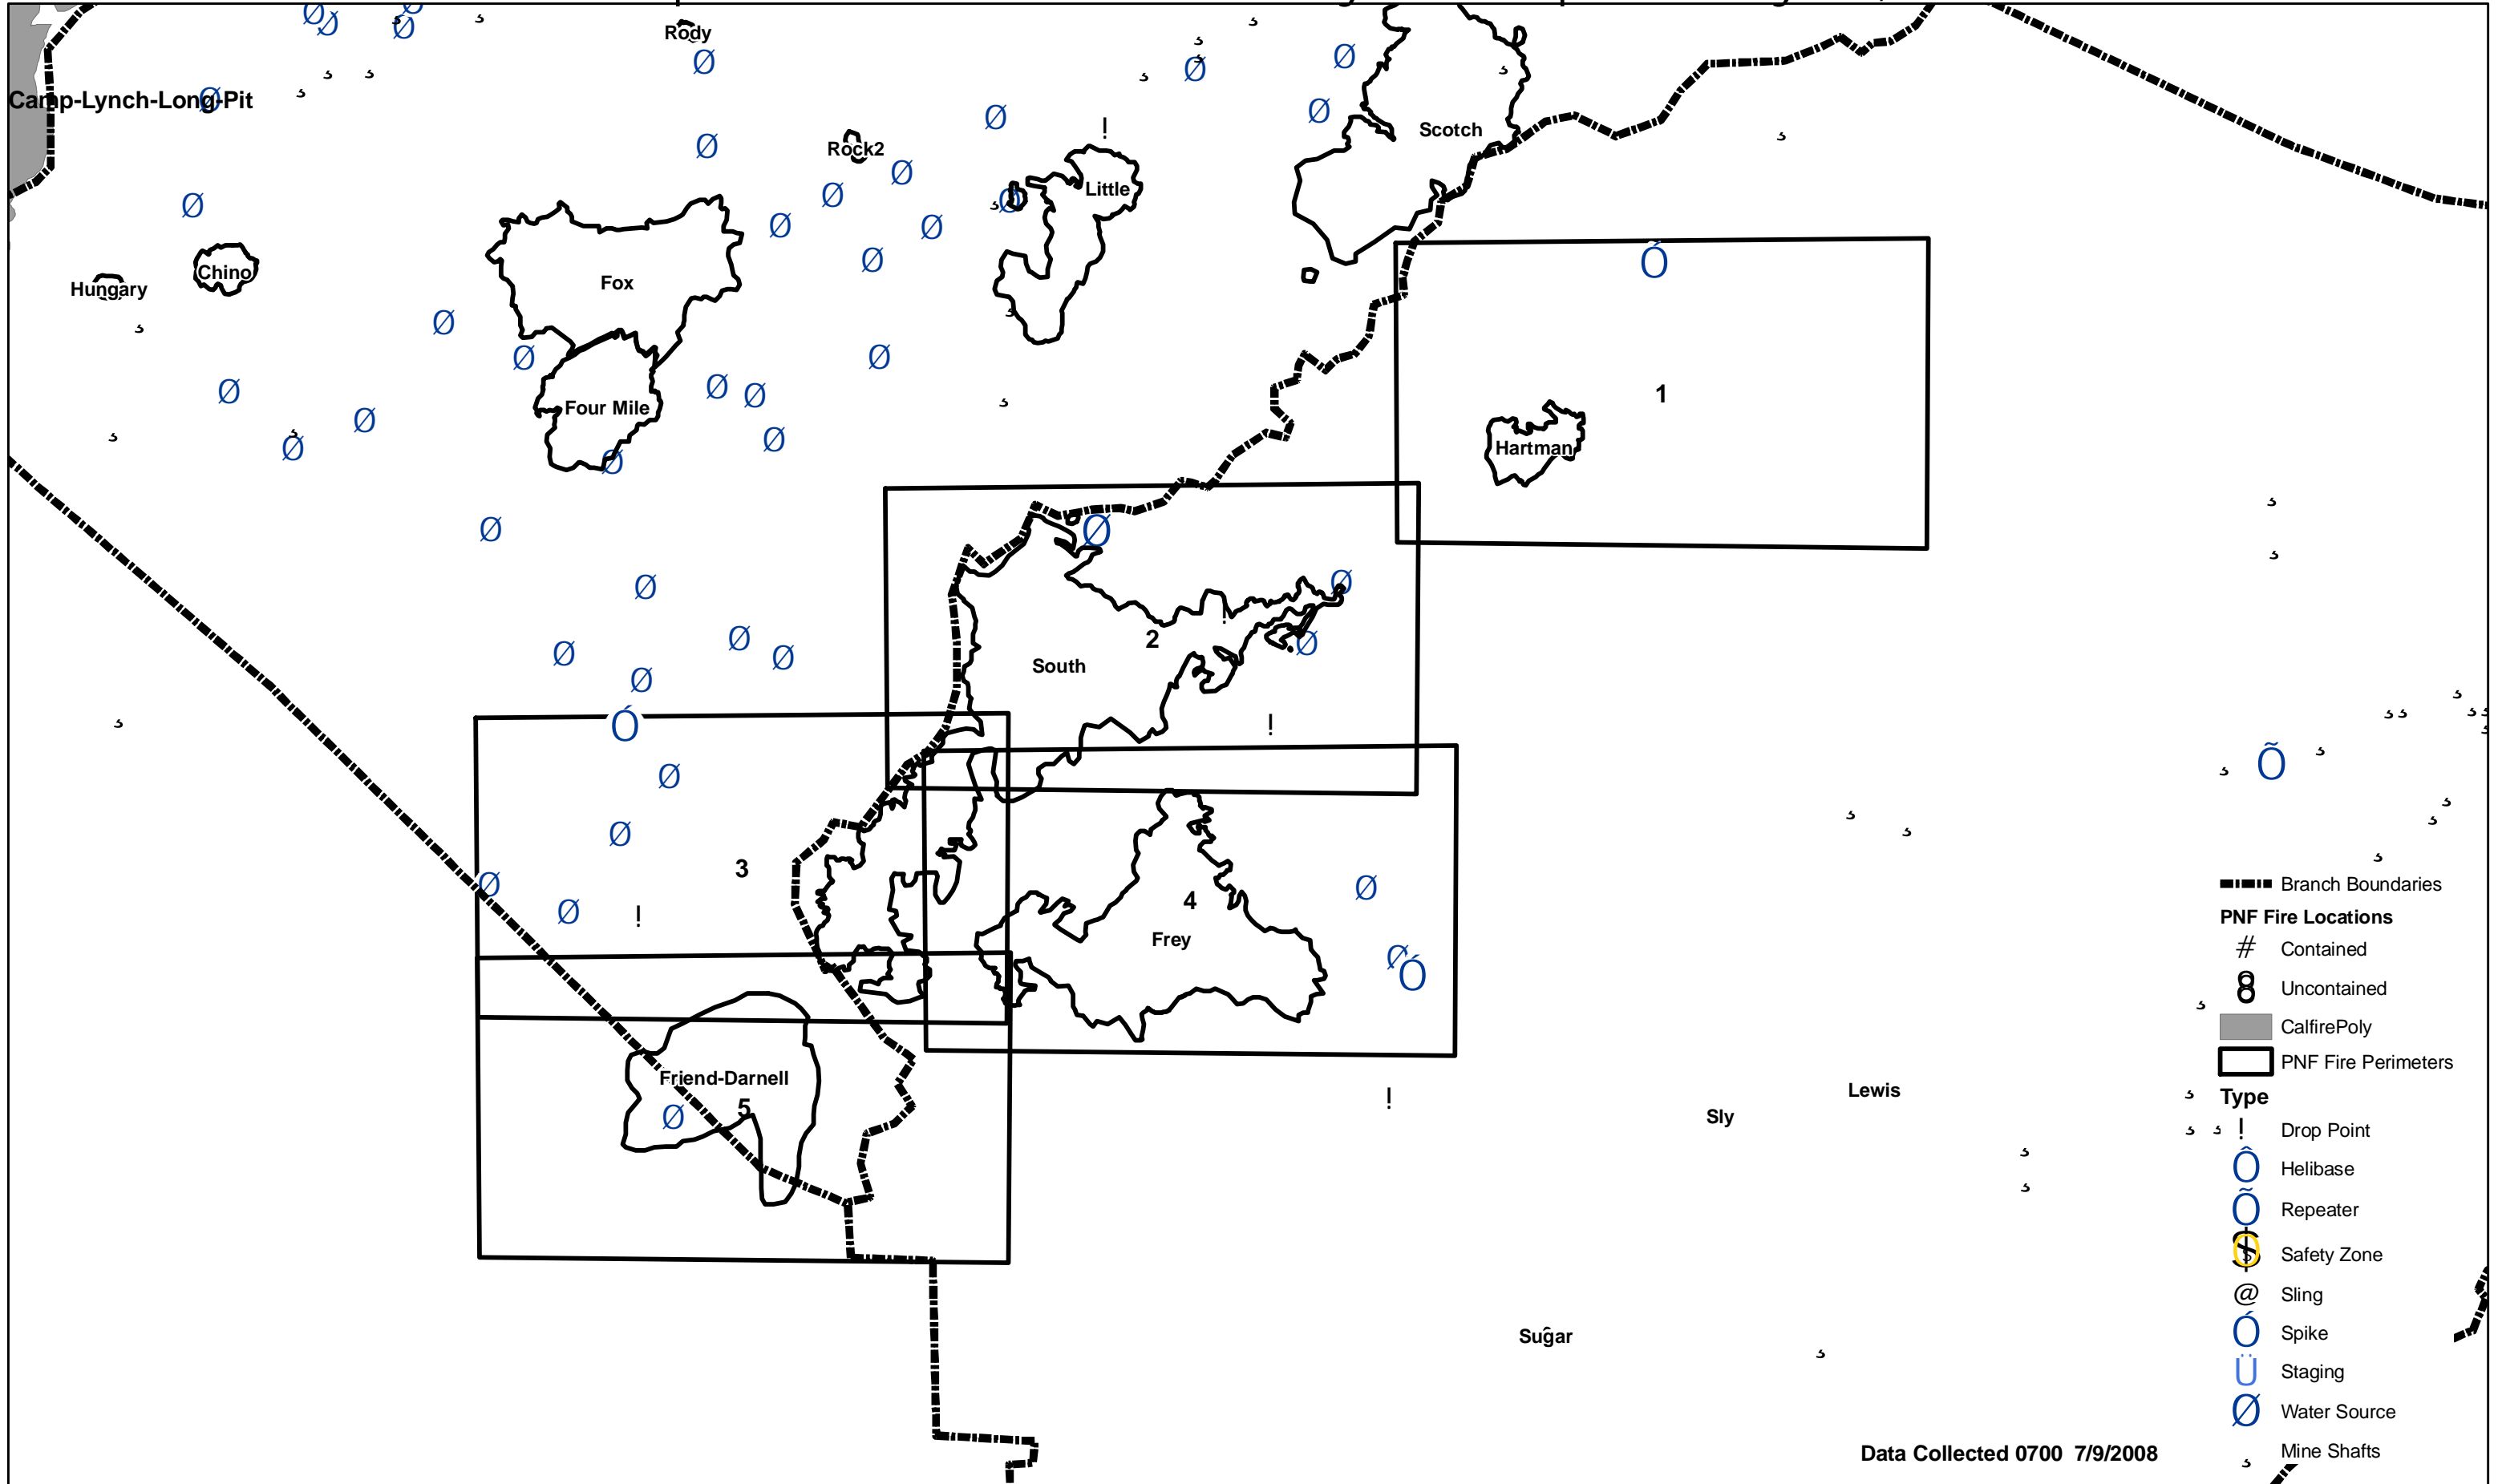 Rody
Camp-Lynch-Long-Pit
Scotch
Rock2
Little
Chino
Fox
Hungary
1
Four Mile
Hartman
2
South
3
4
Frey
Friend-Darnell
5
Lewis
Sly
Sugar
Branch Boundaries
PNF Fire Locations
# Contained
8 Uncontained
CalfirePoly
PNF Fire Perimeters
Type
! Drop Point
Ô Helibase
Õ Repeater
Safety Zone
@ Sling
Ó Spike
Ü Staging
Ø Water Source
Mine Shafts
Data Collected 0700 7/9/2008